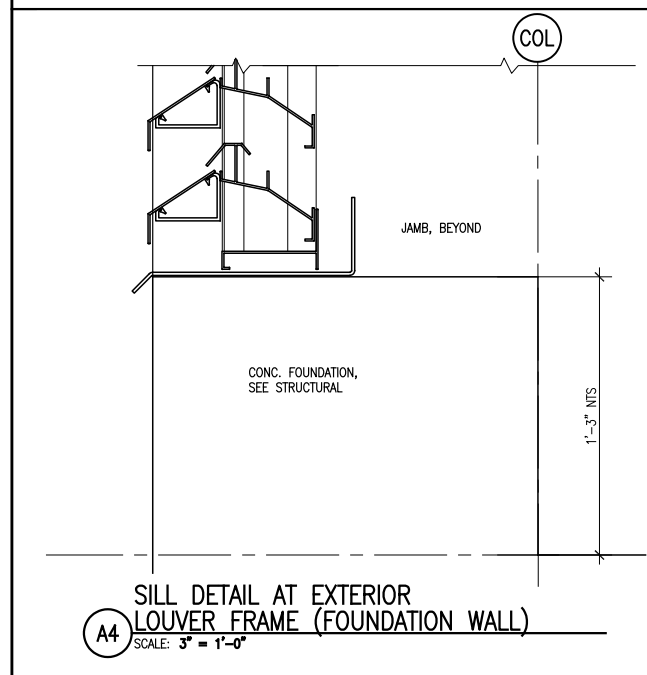 COL
JAMB, BEYOND
CONC. FOUNDATION,
SEE STRUCTURAL
1'-3" NTS
A4
SILL DETAIL AT EXTERIOR
LOUVER FRAME (FOUNDATION WALL)
SCALE: 3" = 1'-0"